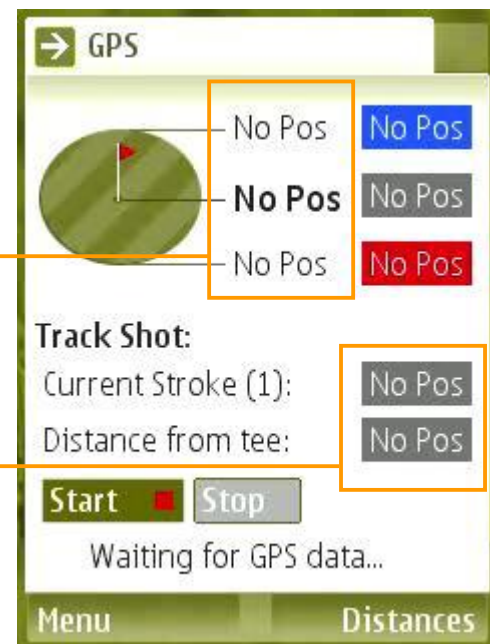 GPS
No Pos No Pos
No Pos No Pos
No Pos No Pos
Track Shot:
Current Stroke (1): No Pos
Distance from tee: No Pos
Start Stop
Waiting for GPS data...
Menu Distances